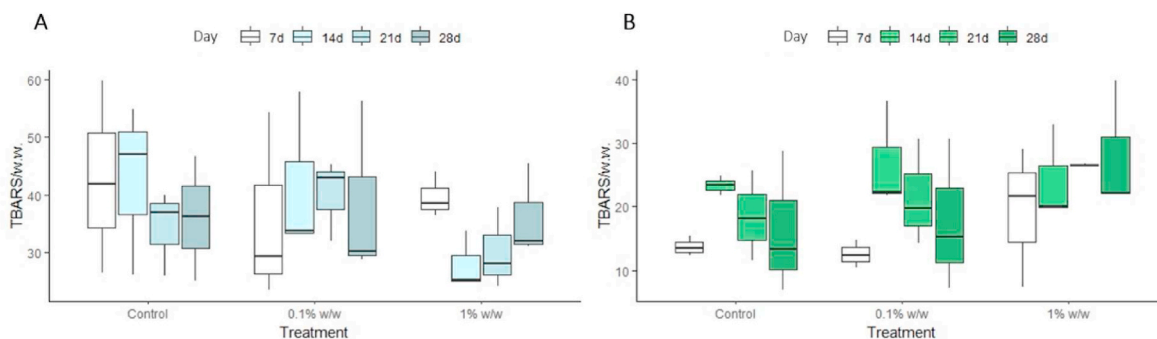 A
Day 7d 14d 21d 28d
60
50
40
30
TBARS/w.w.
Control 0.1% w/w 1% w/w
Treatment
B
Day 7d 14d 21d 28d
40
30
20
10
TBARS/w.w.
Control 0.1% w/w 1% w/w
Treatment